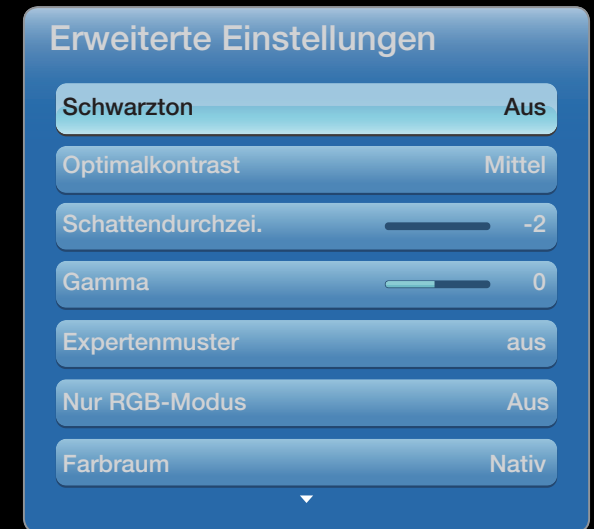 Erweiterte Einstellungen
Schwarzton Aus
Optimalkontrast Mittel
Schattendurchzei. -2
Gamma 0
Expertenmuster aus
Nur RGB-Modus Aus
Farbraum Nativ